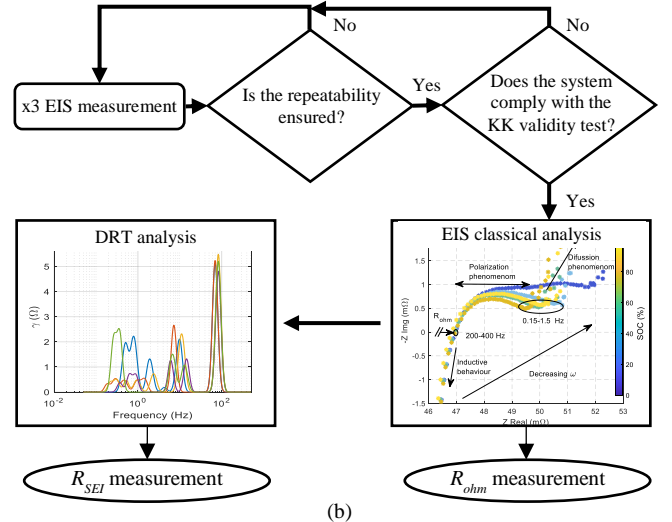 No
No
x3 EIS measurement
Is the repeatability
ensured?
Yes
Does the system
comply with the
KK validity test?
Yes
DRT analysis
5
4
3
2
1
0
γ (Ω)
10-2
100
102
Frequency (Hz)
EIS classical analysis
1.5
1
0.5
0
-0.5
-1
-1.5
-Z Img (mΩ)
Polarization
phenomenom
Difussion
phenomenom
Rohm
200-400 Hz
0.15-1.5 Hz
Inductive
behaviour
Decreasing ω
46
47
48
49
50
51
52
53
Z Real (mΩ)
80
60
40
20
0
SOC (%)
RSEI measurement
Rohm measurement
(b)